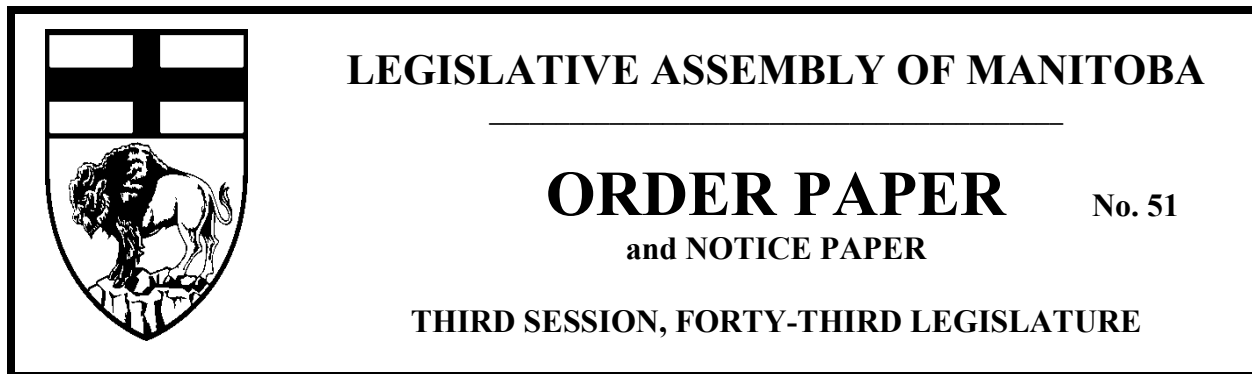 LEGISLATIVE ASSEMBLY OF MANITOBA
ORDER PAPER No. 51
and NOTICE PAPER
THIRD SESSION, FORTY-THIRD LEGISLATURE